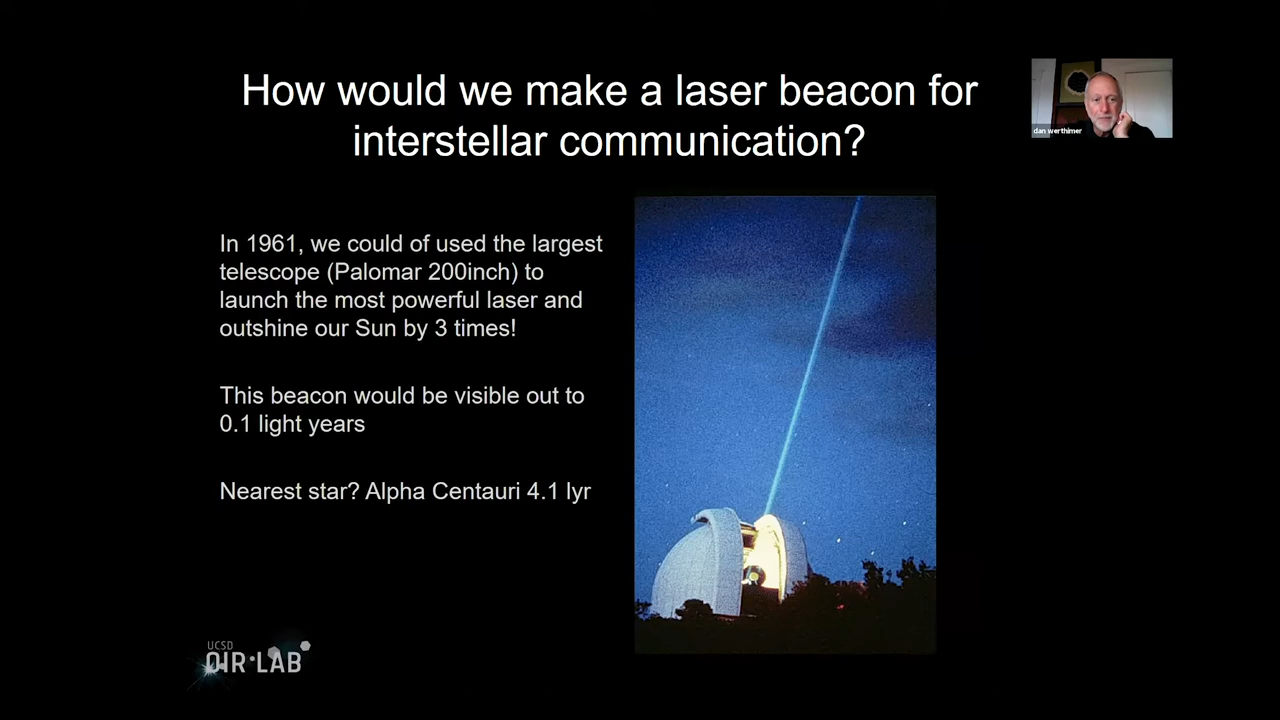 How would we make a laser beacon for
interstellar communication?
dan werthimer
In 1961, we could of used the largest
telescope (Palomar 200inch) to
launch the most powerful laser and
outshine our Sun by 3 times!
This beacon would be visible out to
0.1 light years
Nearest star? Alpha Centauri 4.1 lyr
UCSD
OIR·LAB